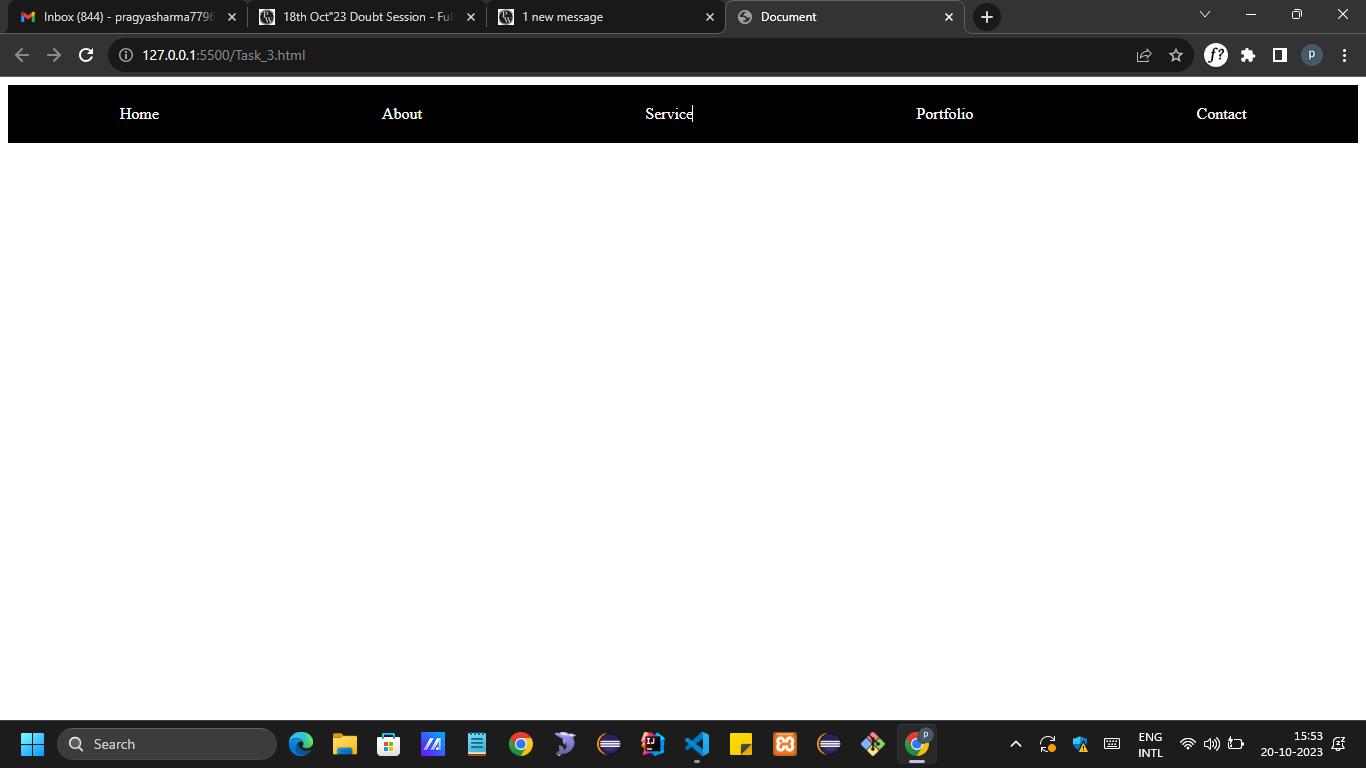 Inbox (844) - pragyasharma7796
18th Oct"23 Doubt Session - Ful
1 new message
Document
127.0.0.1:5500/Task_3.html
f?
p
Home About Service Portfolio Contact
Search
p
ENG
INTL
15:53
20-10-2023